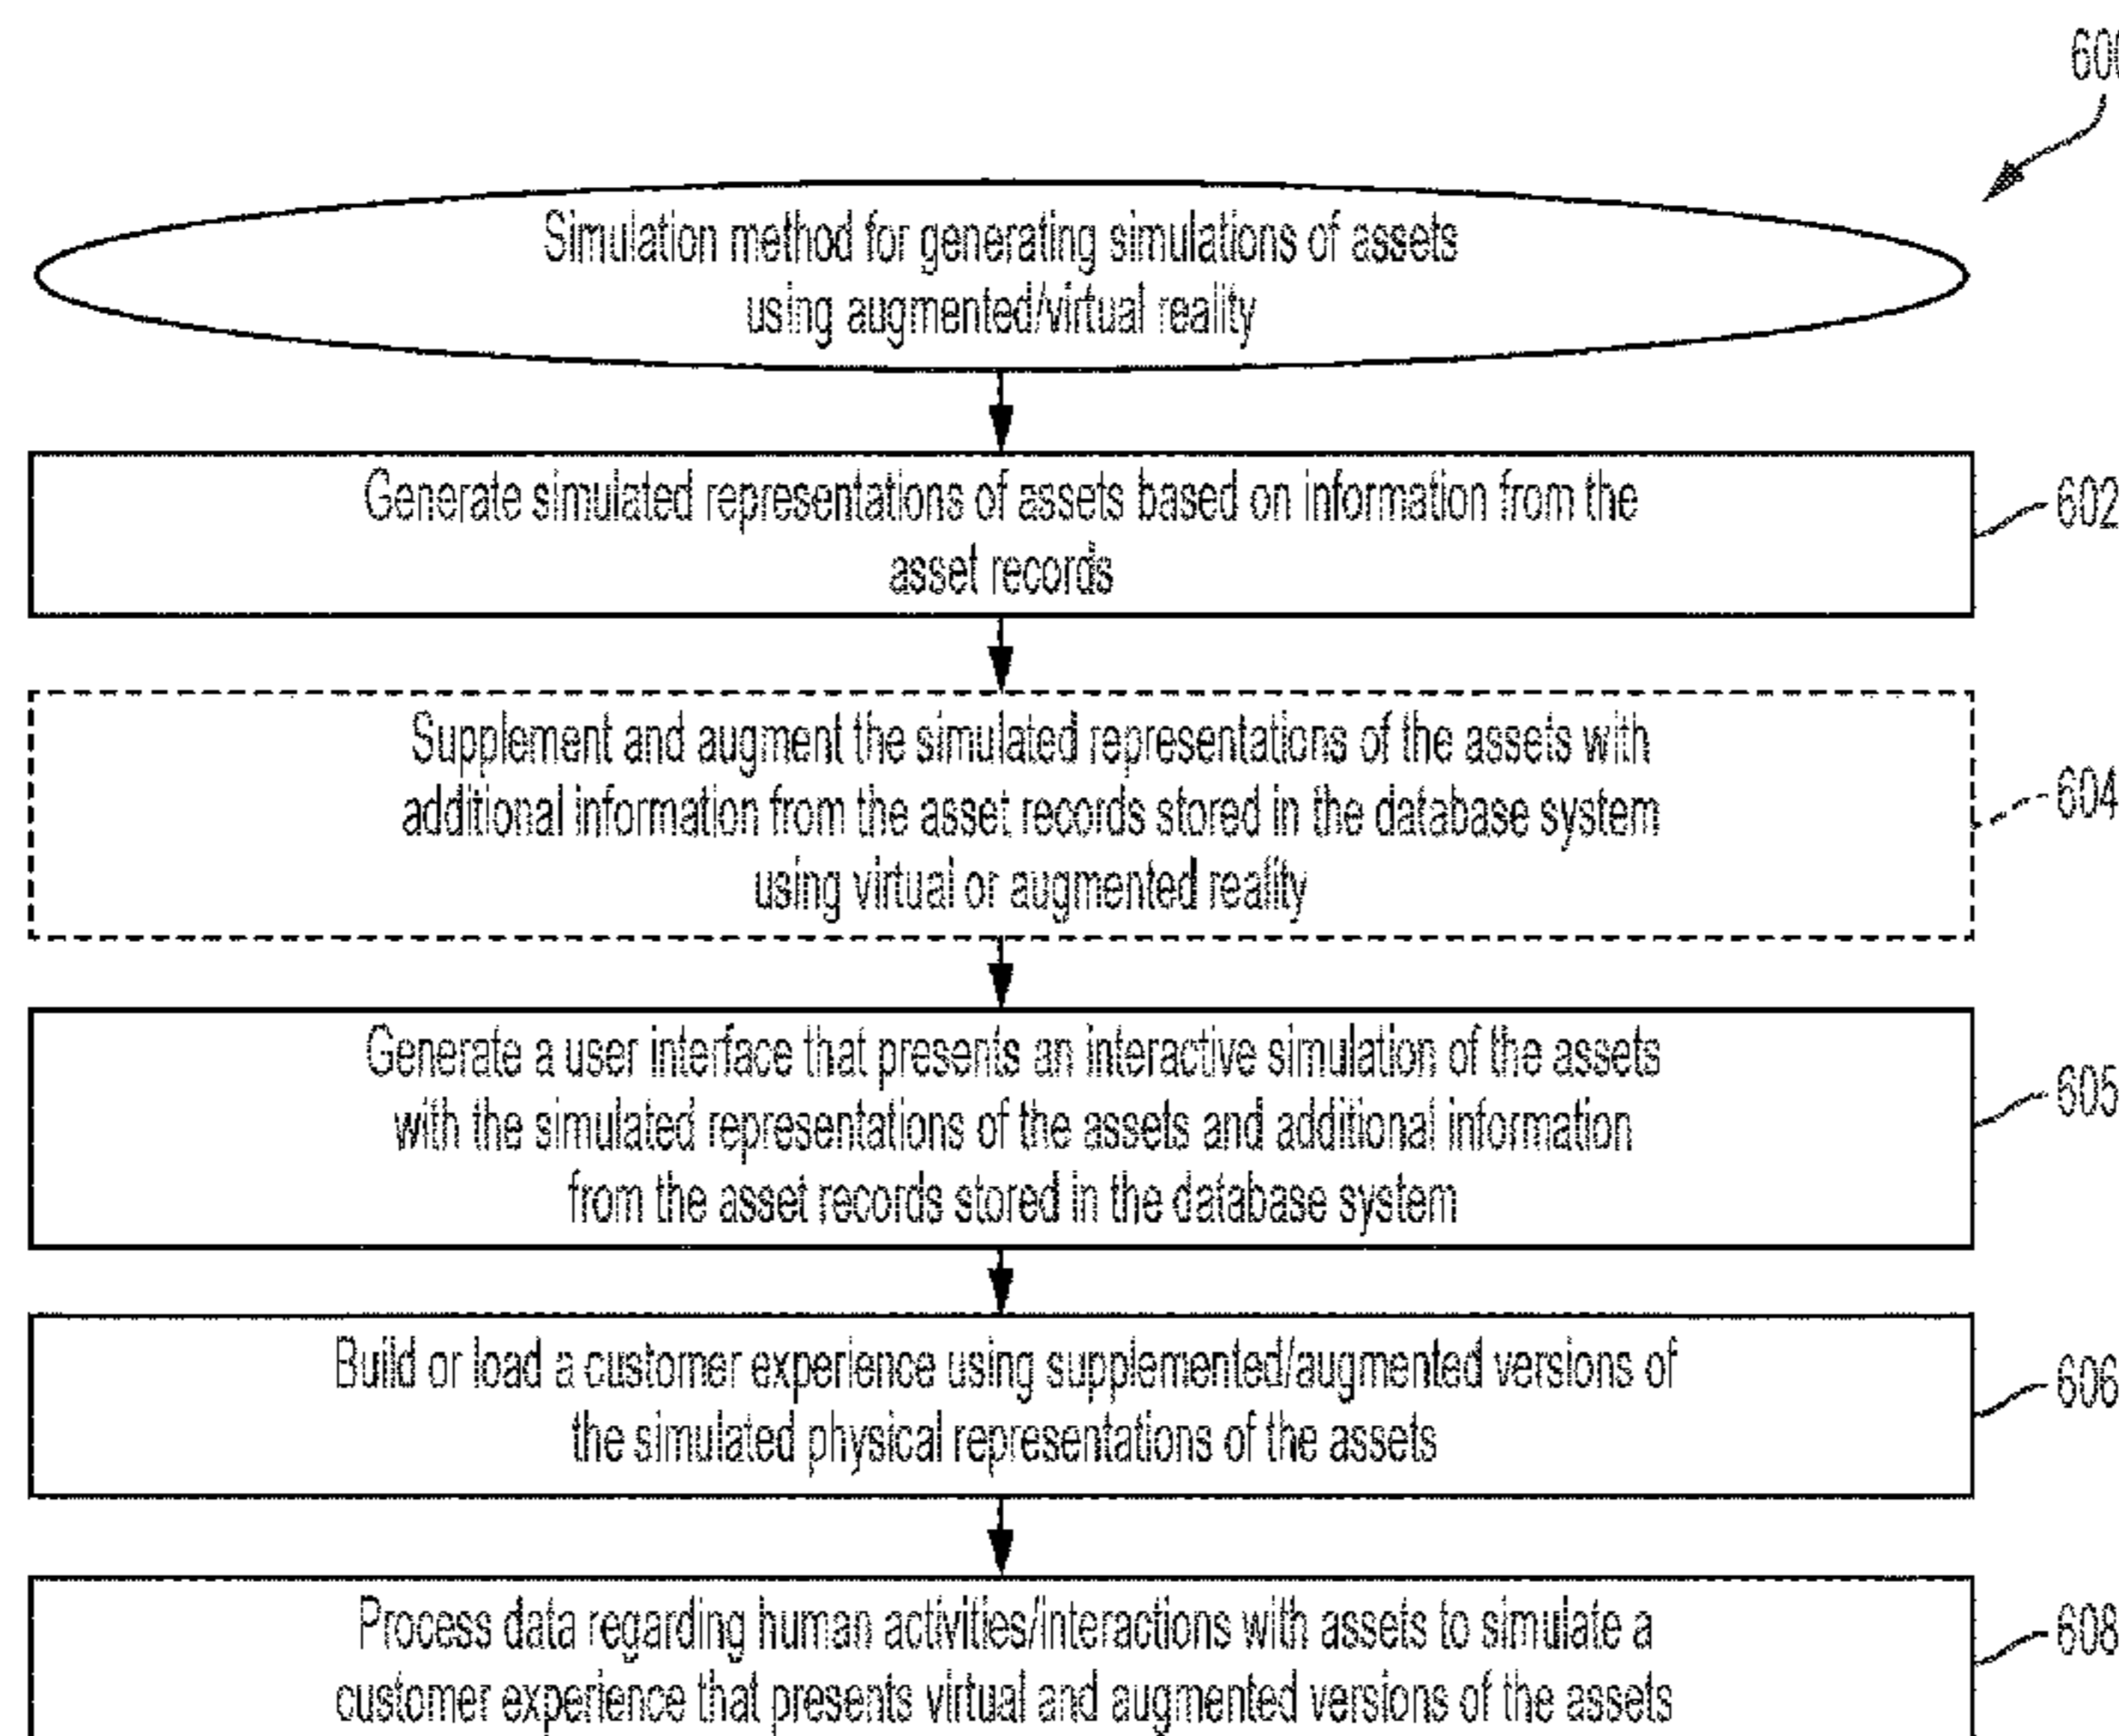 600
Simulation method for generating simulations of assets
using augmented/virtual reality
Generate simulated representations of assets based on information from the
asset records
602
Supplement and augment the simulated representations of the assets with
additional information from the asset records stored in the database system
using virtual or augmented reality
604
Generate a user interface that presents an interactive simulation of the assets
with the simulated representations of the assets and additional information
from the asset records stored in the database system
605
Build or load a customer experience using supplemented/augmented versions of
the simulated physical representations of the assets
606
Process data regarding human activities/interactions with assets to simulate a
customer experience that presents virtual and augmented versions of the assets
608